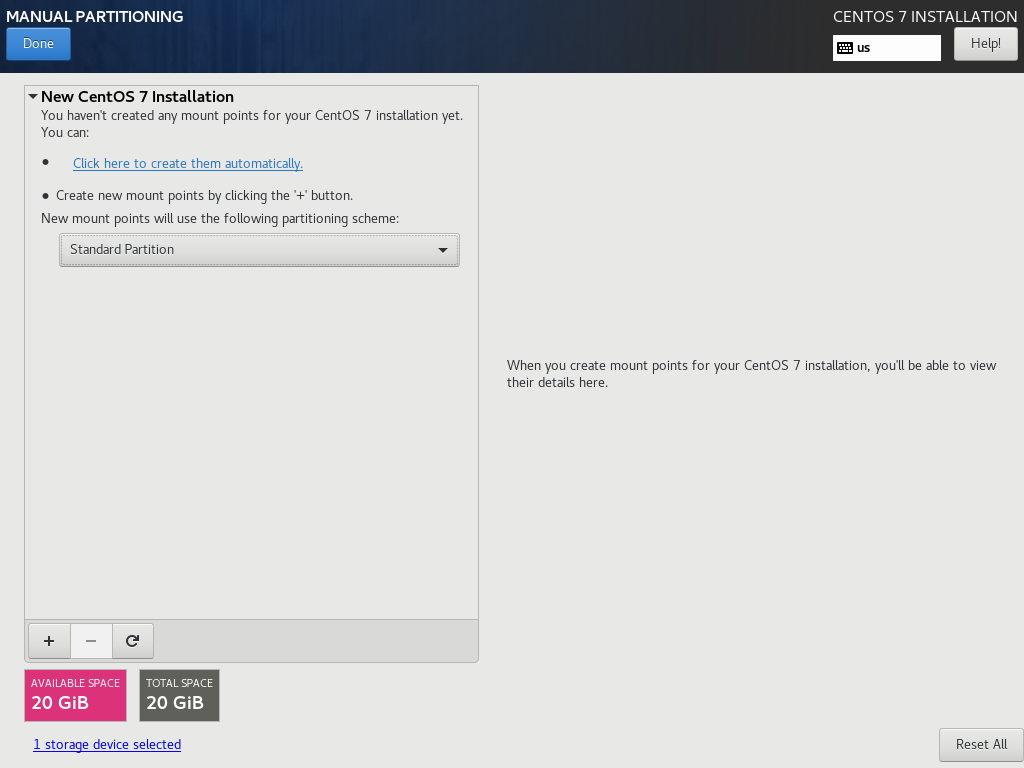 MANUAL PARTITIONING
CENTOS 7 INSTALLATION
Done
us
Help!
New CentOS 7 Installation
You haven't created any mount points for your CentOS 7 installation yet.
You can:
• Click here to create them automatically.
• Create new mount points by clicking the '+' button.
New mount points will use the following partitioning scheme:
Standard Partition
When you create mount points for your CentOS 7 installation, you'll be able to view
their details here.
+ −
AVAILABLE SPACE
20 GiB
TOTAL SPACE
20 GiB
1 storage device selected
Reset All